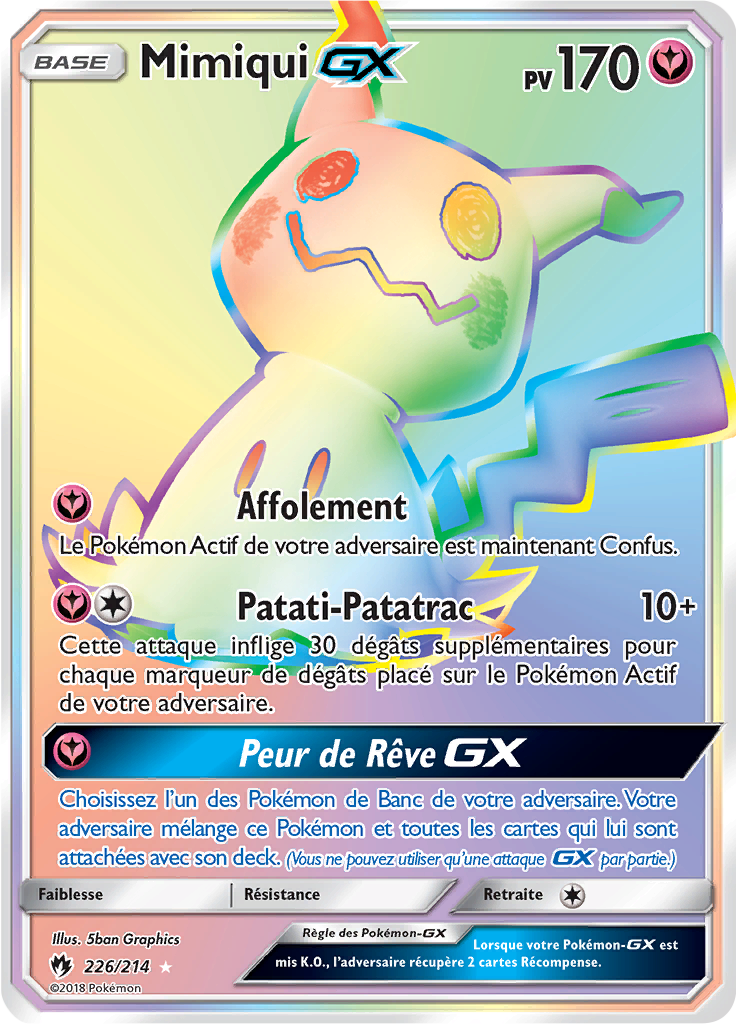 BASE
Mimiqui GX
PV 170
Affolement
Le Pokémon Actif de votre adversaire est maintenant Confus.
Patati-Patatrac 10+
Cette attaque inflige 30 dégâts supplémentaires pour
chaque marqueur de dégâts placé sur le Pokémon Actif
de votre adversaire.
Peur de Rêve GX
Choisissez l'un des Pokémon de Banc de votre adversaire. Votre
adversaire mélange ce Pokémon et toutes les cartes qui lui sont
attachées avec son deck. (Vous ne pouvez utiliser qu'une attaque GX par partie.)
Faiblesse Résistance Retraite
Illus. 5ban Graphics
226/214
©2018 Pokémon
Règle des Pokémon-GX
Lorsque votre Pokémon-GX est
mis K.O., l'adversaire récupère 2 cartes Récompense.